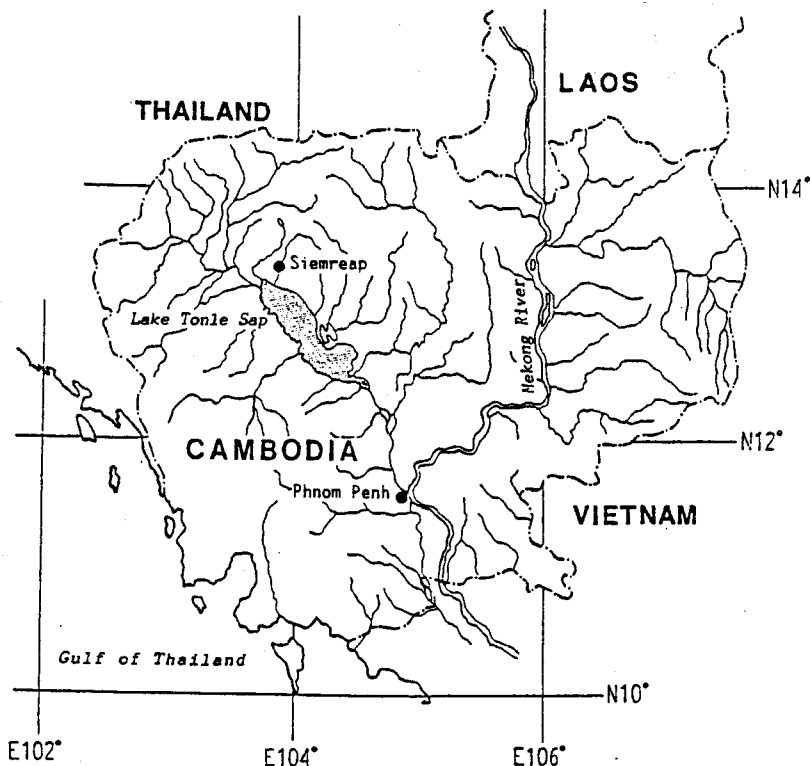 LAOS
THAILAND
N14°
Siemreap
Lake Tonle Sap
Mekong River
CAMBODIA
N12°
Phnom Penh
VIETNAM
Gulf of Thailand
N10°
E102°
E104°
E106°